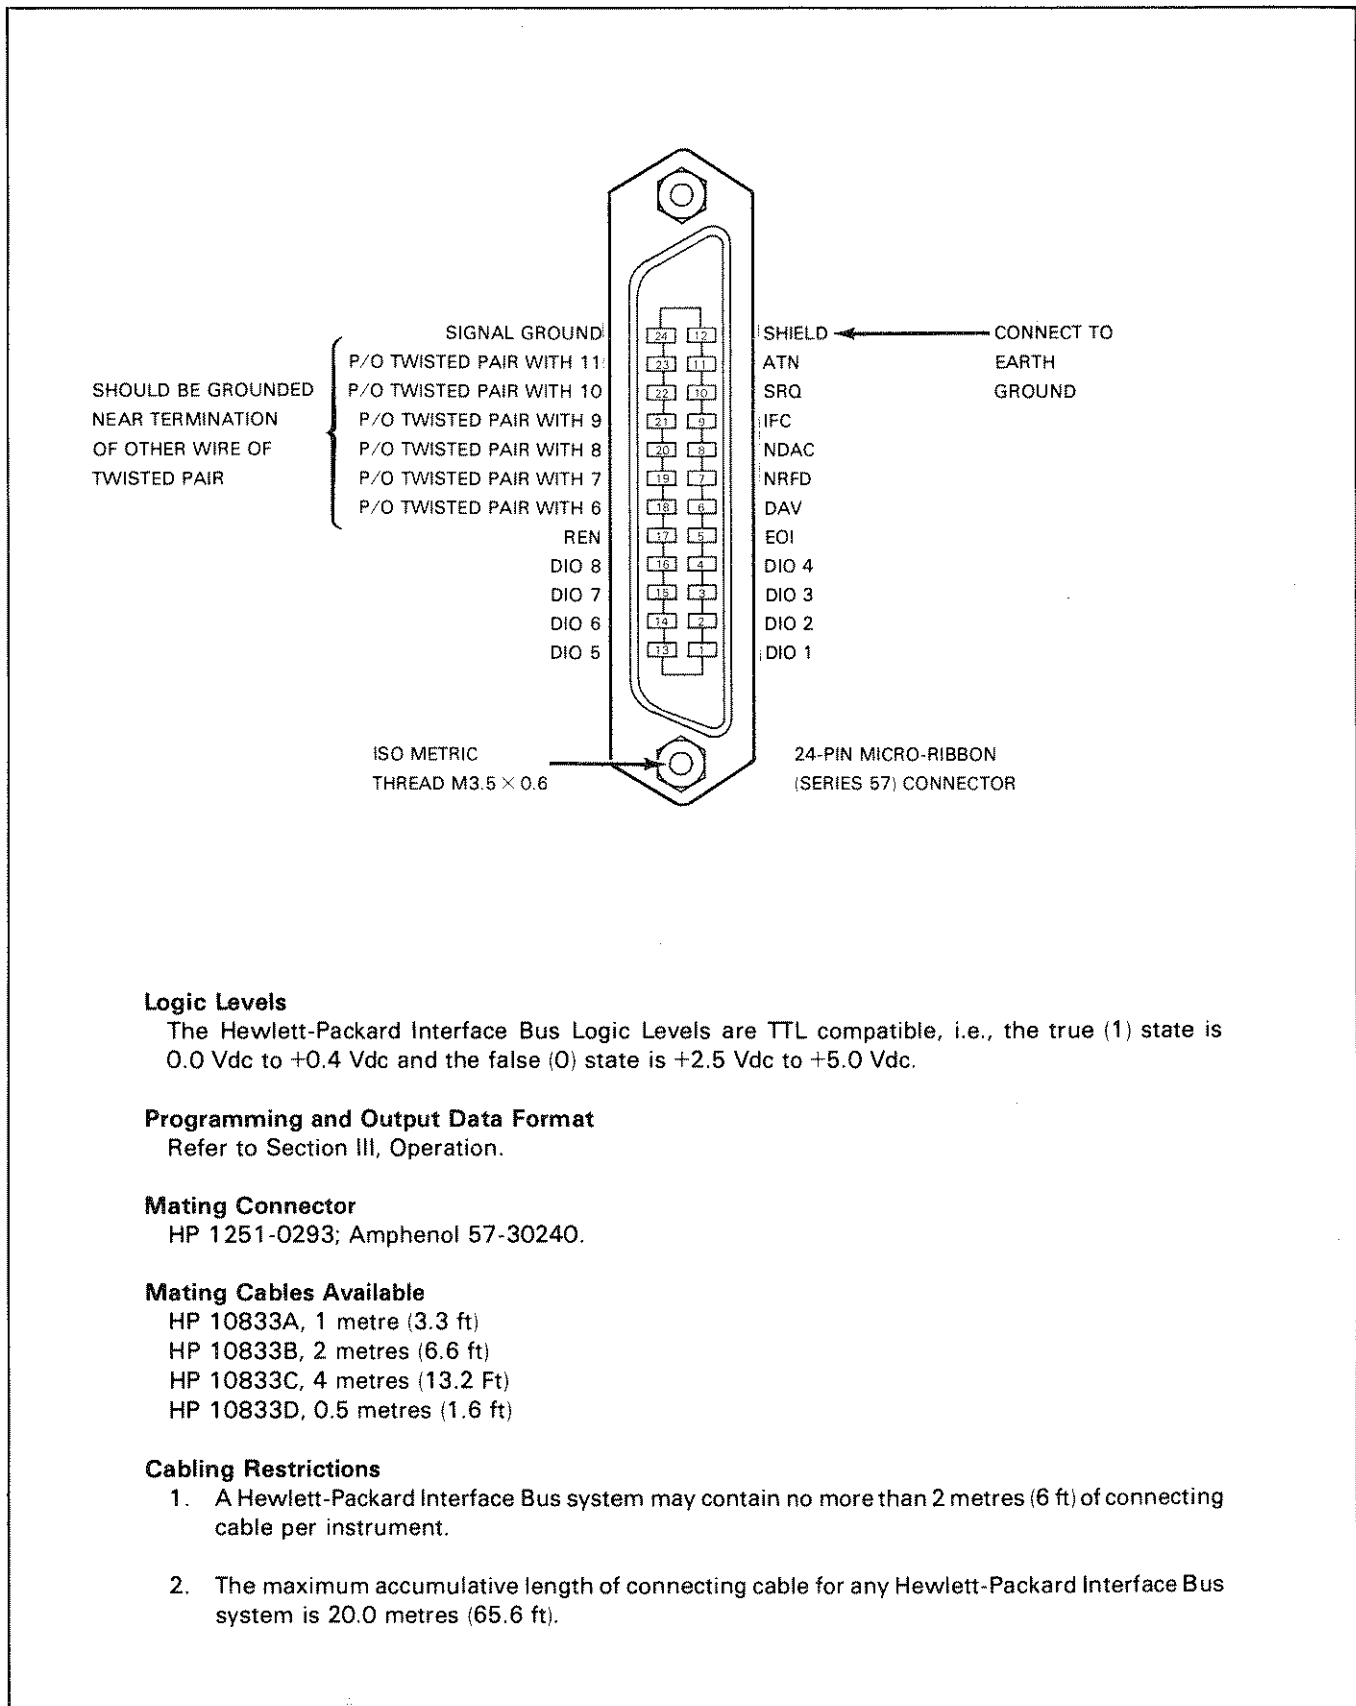 SIGNAL GROUND 24 12 SHIELD CONNECT TO
P/O TWISTED PAIR WITH 11 23 11 ATN EARTH
SHOULD BE GROUNDED P/O TWISTED PAIR WITH 10 22 10 SRQ GROUND
NEAR TERMINATION P/O TWISTED PAIR WITH 9 21 9 IFC
OF OTHER WIRE OF P/O TWISTED PAIR WITH 8 20 8 NDAC
TWISTED PAIR P/O TWISTED PAIR WITH 7 19 7 NRFD
P/O TWISTED PAIR WITH 6 18 6 DAV
REN 17 5 EOI
DIO 8 16 4 DIO 4
DIO 7 15 3 DIO 3
DIO 6 14 2 DIO 2
DIO 5 13 1 DIO 1
ISO METRIC 24-PIN MICRO-RIBBON
THREAD M3.5 × 0.6 (SERIES 57) CONNECTOR
Logic Levels
The Hewlett-Packard Interface Bus Logic Levels are TTL compatible, i.e., the true (1) state is
0.0 Vdc to +0.4 Vdc and the false (0) state is +2.5 Vdc to +5.0 Vdc.
Programming and Output Data Format
Refer to Section III, Operation.
Mating Connector
HP 1251-0293; Amphenol 57-30240.
Mating Cables Available
HP 10833A, 1 metre (3.3 ft)
HP 10833B, 2 metres (6.6 ft)
HP 10833C, 4 metres (13.2 Ft)
HP 10833D, 0.5 metres (1.6 ft)
Cabling Restrictions
1. A Hewlett-Packard Interface Bus system may contain no more than 2 metres (6 ft) of connecting
cable per instrument.
2. The maximum accumulative length of connecting cable for any Hewlett-Packard Interface Bus
system is 20.0 metres (65.6 ft).